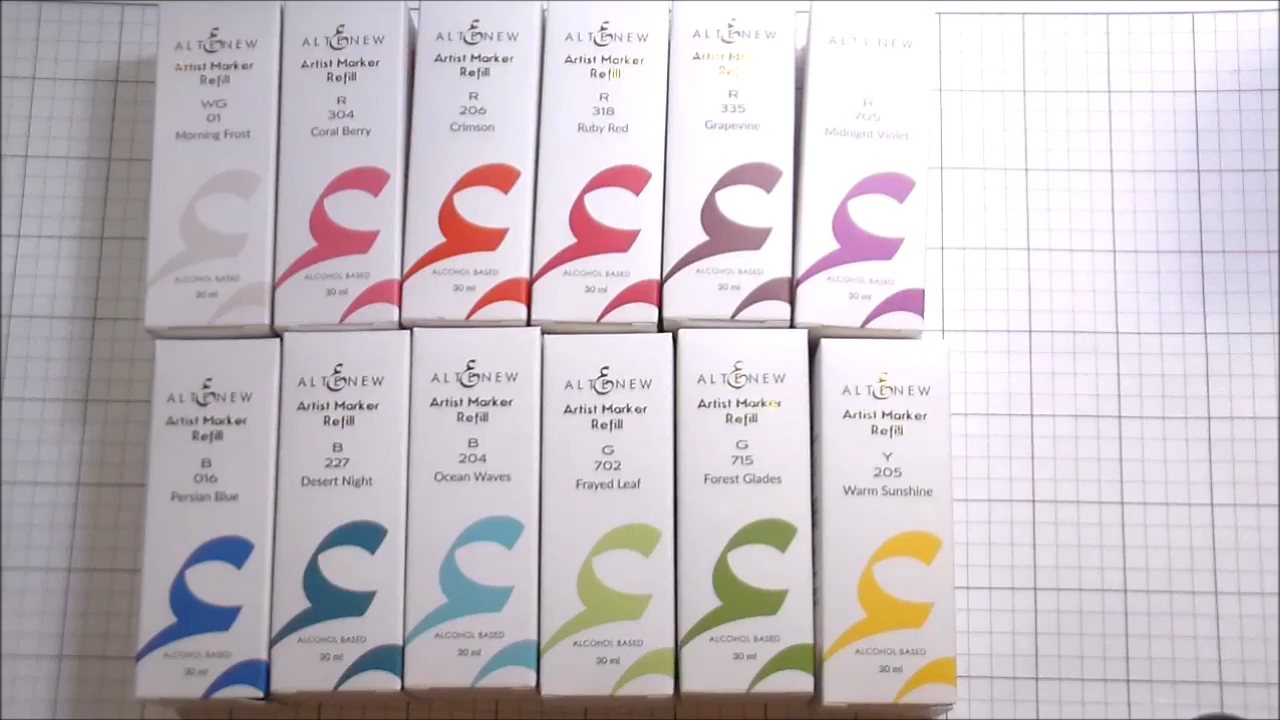 ALTENEW
Artist Marker
Refill
WG
01
Morning Frost
ALCOHOL BASED
30 ml
ALTENEW
Artist Marker
Refill
R
304
Coral Berry
ALCOHOL BASED
30 ml
ALTENEW
Artist Marker
Refill
R
206
Crimson
ALCOHOL BASED
30 ml
ALTENEW
Artist Marker
Refill
R
318
Ruby Red
ALCOHOL BASED
30 ml
ALTENEW
Artist Marker
Refill
R
335
Grapevine
ALCOHOL BASED
30 ml
ALTENEW
R
705
Midnight Violet
ALCOHOL BASED
30 ml
ALTENEW
Artist Marker
Refill
B
016
Persian Blue
ALCOHOL BASED
30 ml
ALTENEW
Artist Marker
Refill
B
227
Desert Night
ALCOHOL BASED
30 ml
ALTENEW
Artist Marker
Refill
B
204
Ocean Waves
ALCOHOL BASED
30 ml
ALTENEW
Artist Marker
Refill
G
702
Frayed Leaf
ALCOHOL BASED
30 ml
ALTENEW
Artist Marker
Refill
G
715
Forest Glades
ALCOHOL BASED
30 ml
ALTENEW
Artist Marker
Refill
Y
205
Warm Sunshine
ALCOHOL BASED
30 ml